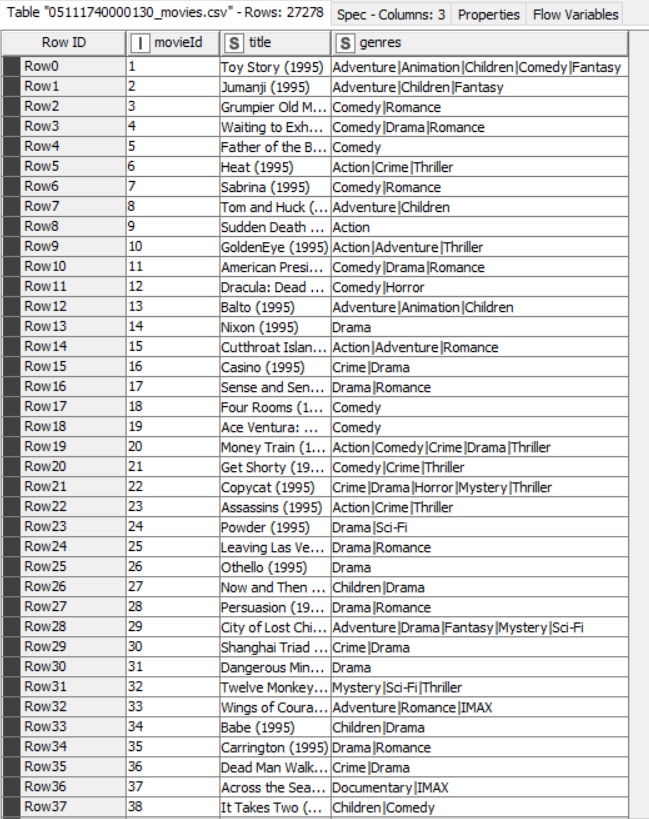 Table "05111740000130_movies.csv" - Rows: 27278 Spec - Columns: 3 Properties Flow Variables
Row ID I movieId S title S genres
Row0 1 Toy Story (1995) Adventure|Animation|Children|Comedy|Fantasy
Row1 2 Jumanji (1995) Adventure|Children|Fantasy
Row2 3 Grumpier Old M... Comedy|Romance
Row3 4 Waiting to Exh... Comedy|Drama|Romance
Row4 5 Father of the B... Comedy
Row5 6 Heat (1995) Action|Crime|Thriller
Row6 7 Sabrina (1995) Comedy|Romance
Row7 8 Tom and Huck (... Adventure|Children
Row8 9 Sudden Death ... Action
Row9 10 GoldenEye (1995) Action|Adventure|Thriller
Row10 11 American Presi... Comedy|Drama|Romance
Row11 12 Dracula: Dead ... Comedy|Horror
Row12 13 Balto (1995) Adventure|Animation|Children
Row13 14 Nixon (1995) Drama
Row14 15 Cutthroat Islan... Action|Adventure|Romance
Row15 16 Casino (1995) Crime|Drama
Row16 17 Sense and Sen... Drama|Romance
Row17 18 Four Rooms (1... Comedy
Row18 19 Ace Ventura: ... Comedy
Row19 20 Money Train (1... Action|Comedy|Crime|Drama|Thriller
Row20 21 Get Shorty (19... Comedy|Crime|Thriller
Row21 22 Copycat (1995) Crime|Drama|Horror|Mystery|Thriller
Row22 23 Assassins (1995) Action|Crime|Thriller
Row23 24 Powder (1995) Drama|Sci-Fi
Row24 25 Leaving Las Ve... Drama|Romance
Row25 26 Othello (1995) Drama
Row26 27 Now and Then ... Children|Drama
Row27 28 Persuasion (19... Drama|Romance
Row28 29 City of Lost Chi... Adventure|Drama|Fantasy|Mystery|Sci-Fi
Row29 30 Shanghai Triad ... Crime|Drama
Row30 31 Dangerous Min... Drama
Row31 32 Twelve Monkey... Mystery|Sci-Fi|Thriller
Row32 33 Wings of Coura... Adventure|Romance|IMAX
Row33 34 Babe (1995) Children|Drama
Row34 35 Carrington (1995) Drama|Romance
Row35 36 Dead Man Walk... Crime|Drama
Row36 37 Across the Sea... Documentary|IMAX
Row37 38 It Takes Two (... Children|Comedy